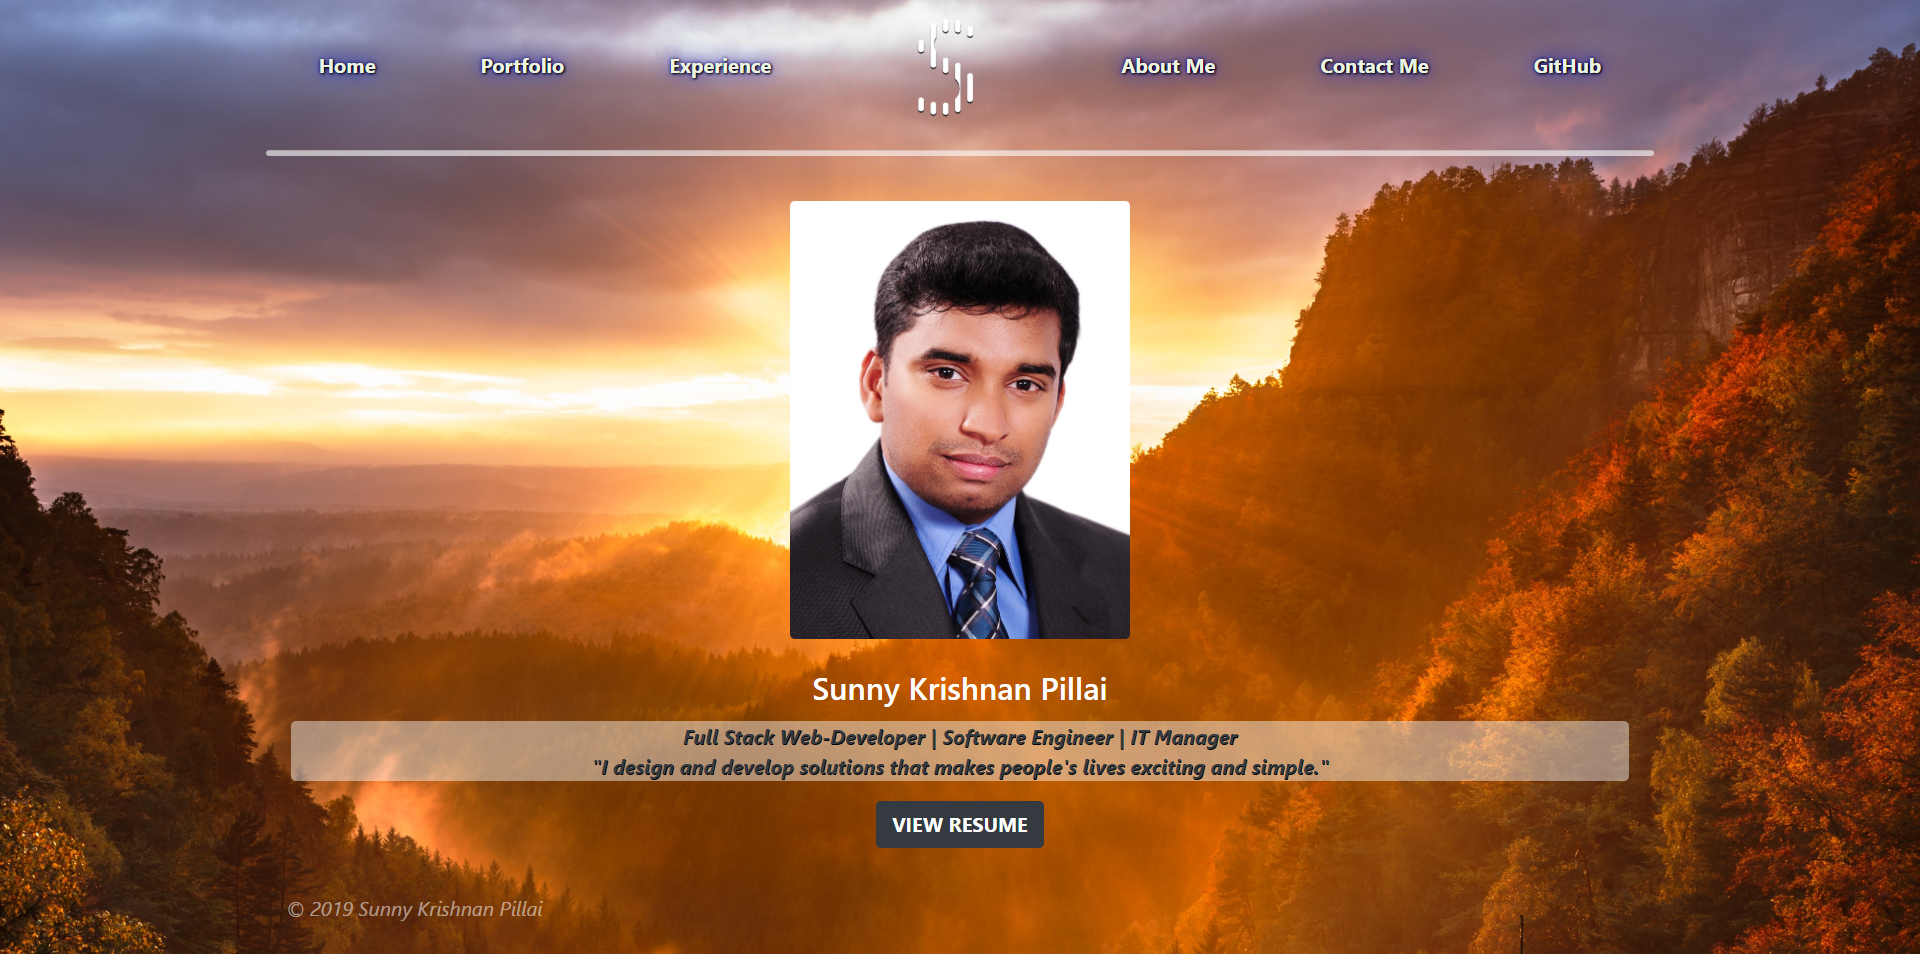 Home Portfolio Experience S About Me Contact Me GitHub
Sunny Krishnan Pillai
Full Stack Web-Developer | Software Engineer | IT Manager
"I design and develop solutions that makes people's lives exciting and simple."
VIEW RESUME
© 2019 Sunny Krishnan Pillai